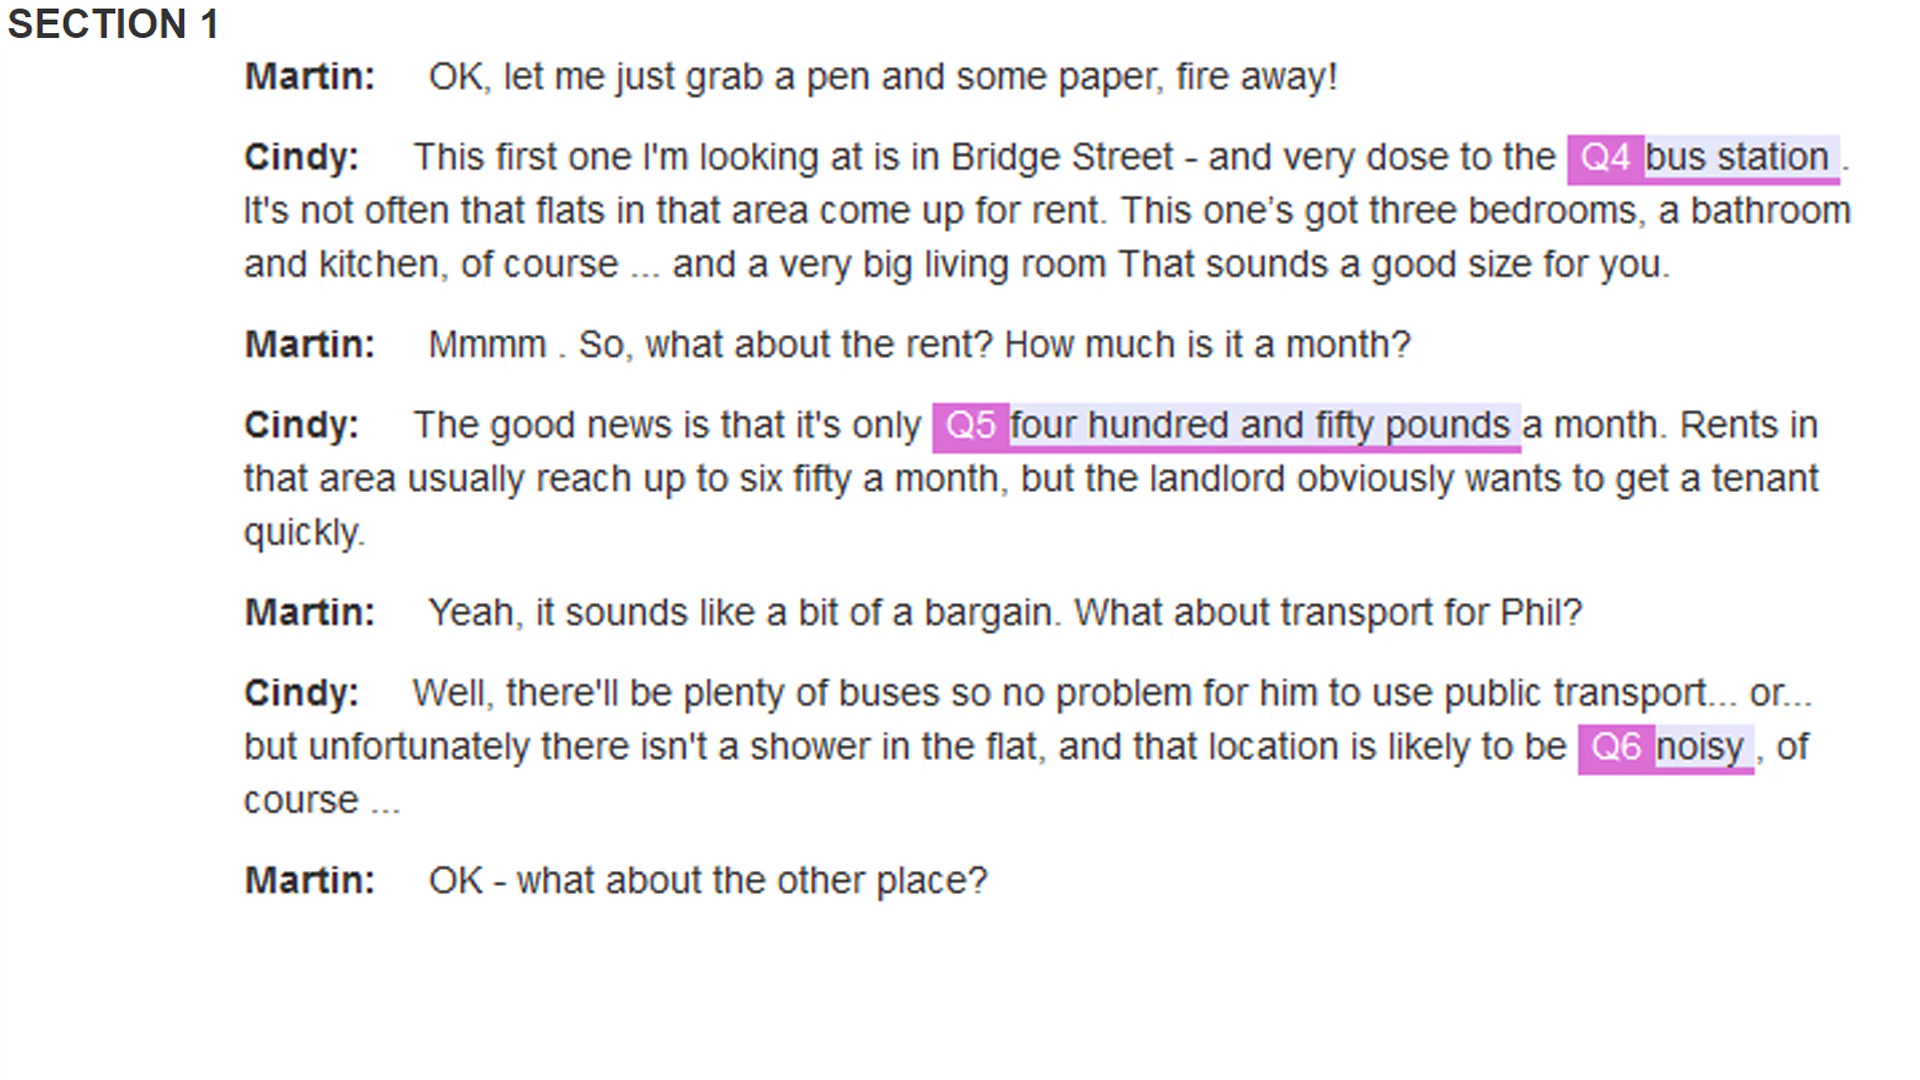 SECTION 1
Martin: OK, let me just grab a pen and some paper, fire away!
Cindy: This first one I'm looking at is in Bridge Street - and very dose to the Q4 bus station .
It's not often that flats in that area come up for rent. This one’s got three bedrooms, a bathroom
and kitchen, of course ... and a very big living room That sounds a good size for you.
Martin: Mmmm . So, what about the rent? How much is it a month?
Cindy: The good news is that it's only Q5 four hundred and fifty pounds a month. Rents in
that area usually reach up to six fifty a month, but the landlord obviously wants to get a tenant
quickly.
Martin: Yeah, it sounds like a bit of a bargain. What about transport for Phil?
Cindy: Well, there'll be plenty of buses so no problem for him to use public transport... or...
but unfortunately there isn't a shower in the flat, and that location is likely to be Q6 noisy , of
course ...
Martin: OK - what about the other place?